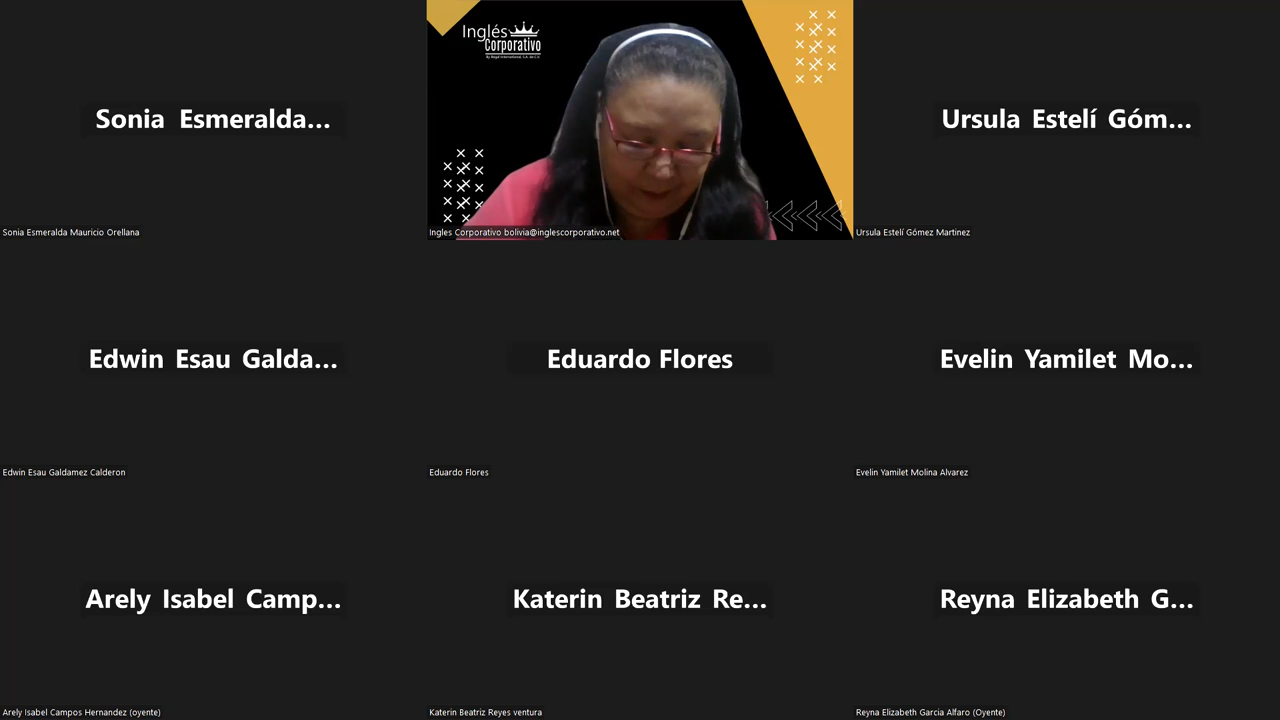 Sonia Esmeralda...
Sonia Esmeralda Mauricio Orellana
Inglés
Corporativo
Ingles Corporativo bolivia@inglescorporativo.net
Ursula Estelí Góm...
Ursula Estelí Gómez Martinez
Edwin Esau Galda...
Edwin Esau Galdamez Calderon
Eduardo Flores
Eduardo Flores
Evelin Yamilet Mo...
Evelin Yamilet Molina Alvarez
Arely Isabel Camp...
Arely Isabel Campos Hernandez (oyente)
Katerin Beatriz Re...
Katerin Beatriz Reyes ventura
Reyna Elizabeth G...
Reyna Elizabeth Garcia Alfaro (Oyente)